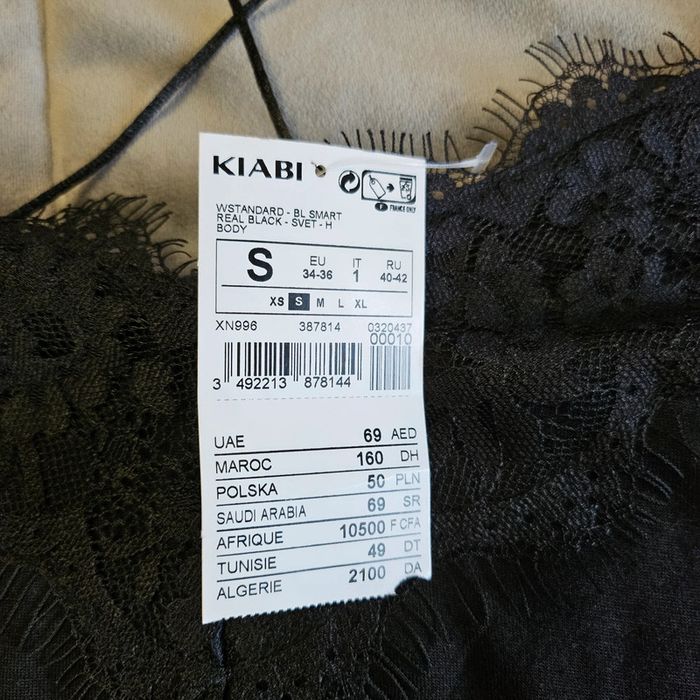 KIABI
FRANCE ONLY
WSTANDARD - BL SMART
REAL BLACK - SVET - H
BODY
S EU 34-36 IT 1 RU 40-42
XS S M L XL
XN996 387814 0320437
00010
3 492213 878144
UAE 69 AED
MAROC 160 DH
POLSKA 50 PLN
SAUDI ARABIA 69 SR
AFRIQUE 10500 F CFA
TUNISIE 49 DT
ALGERIE 2100 DA